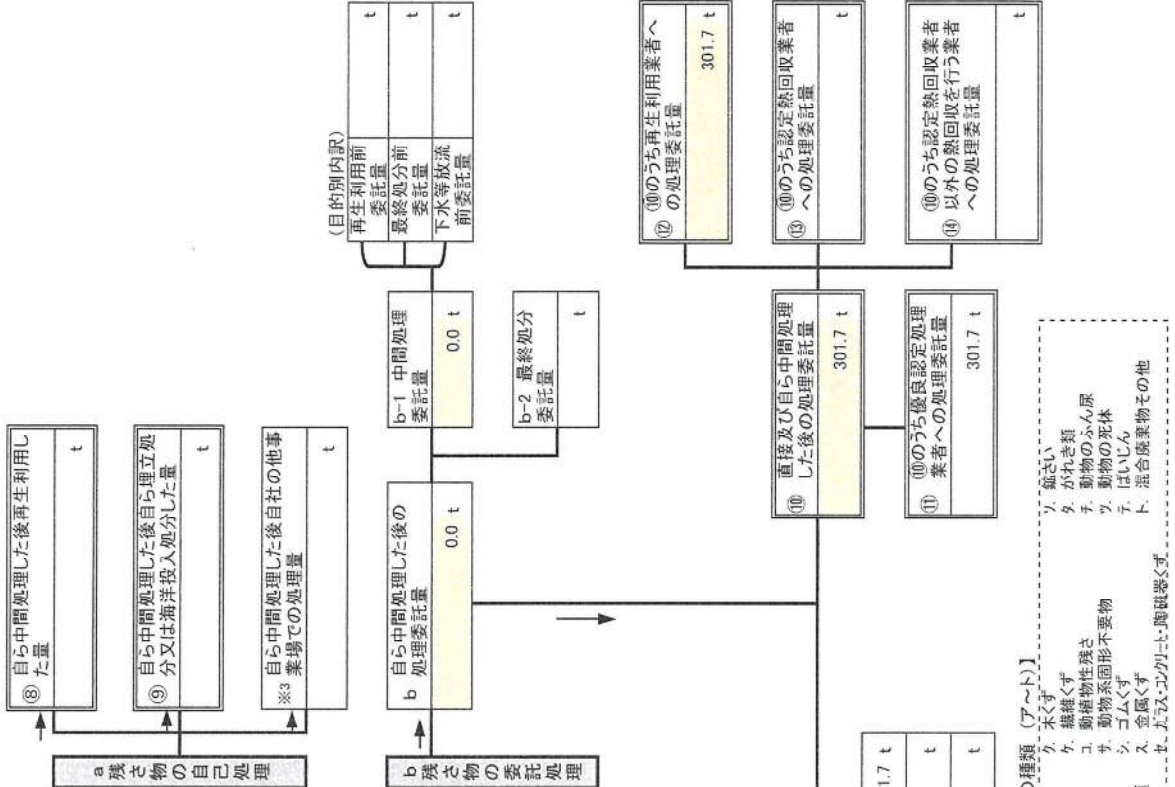 a 残さ物の自己処理
⑧ 自ら中間処理した後再生利用し
た量
t
⑨ 自ら中間処理した後自ら埋立処
分又は海洋投入処分した量
t
※3 自ら中間処理した後自社の他事
業場での処理量
t
b 残さ物の委託処理
b 自ら中間処理した後の
処理委託量
0.0 t
b-1 中間処理
委託量
0.0 t
b-2 最終処分
委託量
t
(目的別内訳)
再生利用前
委託量
t
最終処分前
委託量
t
下水等放流
前委託量
t
⑩ 直接及び自ら中間処理
した後の処理委託量
301.7 t
⑪ ⑩のうち優良認定処理
業者への処理委託量
301.7 t
⑫ ⑩のうち再生利用業者へ
の処理委託量
301.7 t
⑬ ⑩のうち認定熱回収業者
への処理委託量
t
⑭ ⑩のうち認定熱回収業者
以外の熱回収を行う業者
への処理委託量
t
1.7 t
t
t
の種類 (ア～ト)】
ク. 木くず
ケ. 繊維くず
コ. 動植物性残さ
サ. 動物系固形不要物
シ. ゴムくず
ス. 金属くず
セ. ガラス・コンクリート・陶磁器くず
ソ. 鉱さい
タ. がれき類
チ. 動物のふん尿
ツ. 動物の死体
テ. ばいじん
ト. 混合廃棄物その他